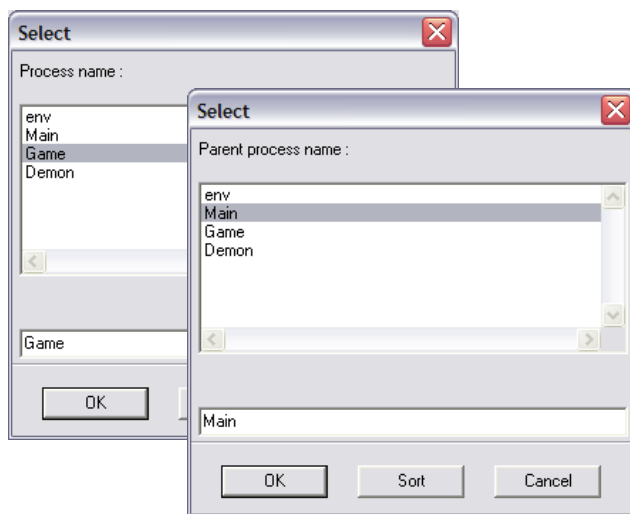 Select
Process name :
env
Main
Game
Demon
Game
OK
Select
Parent process name :
env
Main
Game
Demon
Main
OK
Sort
Cancel